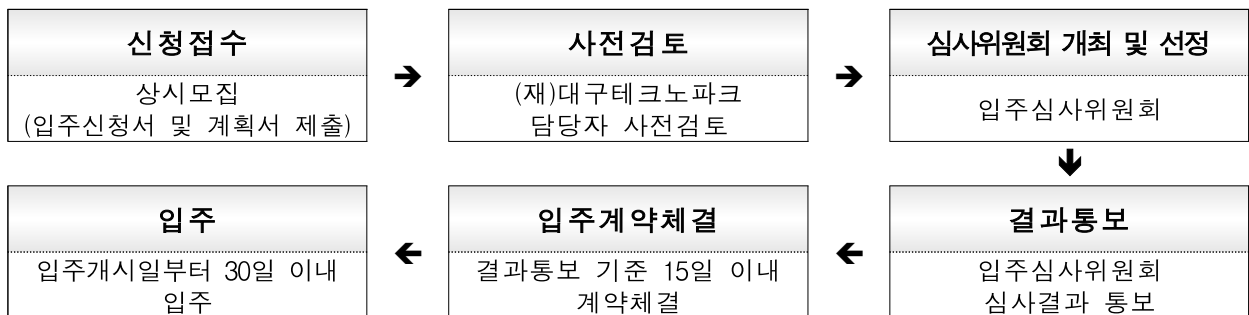 신청접수
상시모집
(입주신청서 및 계획서 제출)
사전검토
(재)대구테크노파크
담당자 사전검토
심사위원회 개최 및 선정
입주심사위원회
결과통보
입주심사위원회
심사결과 통보
입주계약체결
결과통보 기준 15일 이내
계약체결
입주
입주개시일부터 30일 이내
입주